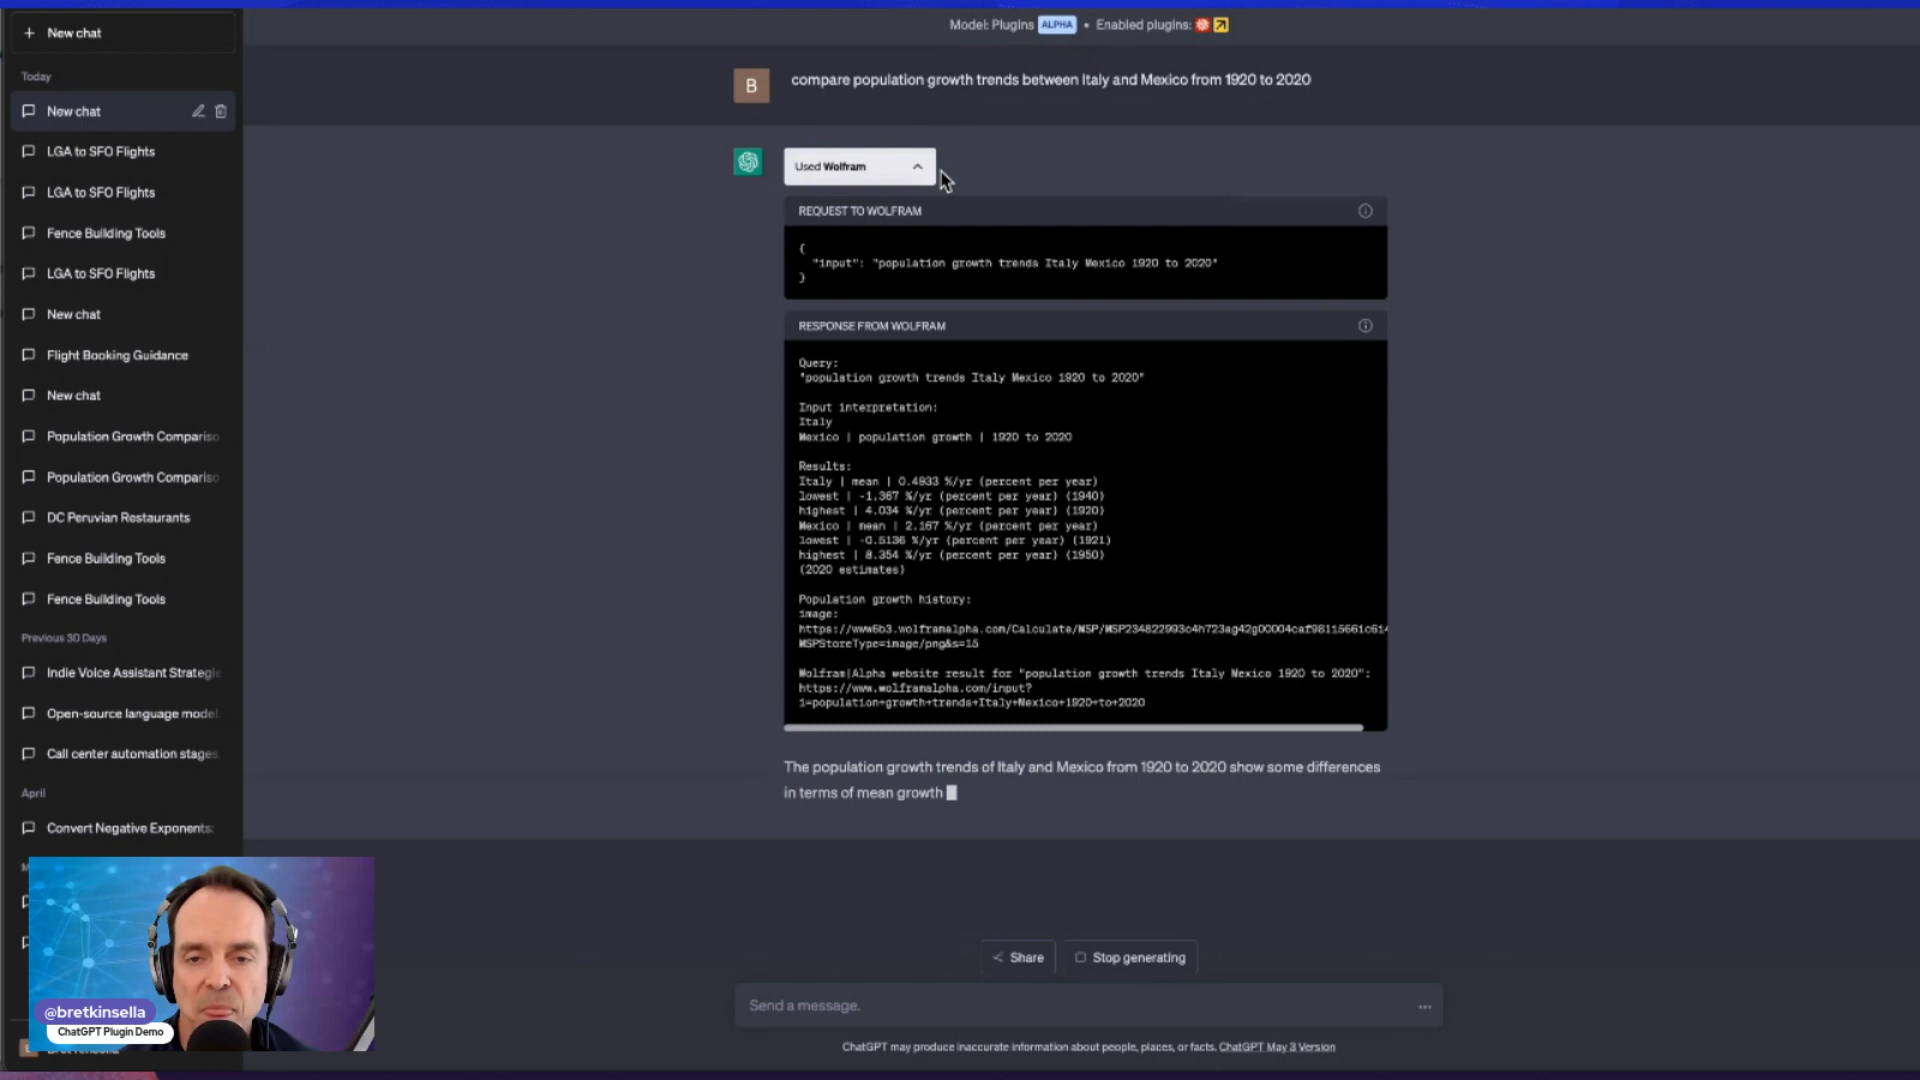 New chat
Today
New chat
LGA to SFO Flights
LGA to SFO Flights
Fence Building Tools
LGA to SFO Flights
New chat
Flight Booking Guidance
New chat
Population Growth Compariso
Population Growth Compariso
DC Peruvian Restaurants
Fence Building Tools
Fence Building Tools
Previous 30 Days
Indie Voice Assistant Strategie
Open-source language model.
Call center automation stages.
April
Convert Negative Exponents:
@bretkinsella
ChatGPT Plugin Demo
Model: Plugins ALPHA • Enabled plugins:
B
compare population growth trends between Italy and Mexico from 1920 to 2020
Used Wolfram
REQUEST TO WOLFRAM
{
"input": "population growth trends Italy Mexico 1920 to 2020"
}
RESPONSE FROM WOLFRAM
Query:
"population growth trends Italy Mexico 1920 to 2020"
Input interpretation:
Italy
Mexico | population growth | 1920 to 2020
Results:
Italy | mean | 0.4933 %/yr (percent per year)
lowest | -1.367 %/yr (percent per year) (1940)
highest | 4.034 %/yr (percent per year) (1920)
Mexico | mean | 2.167 %/yr (percent per year)
lowest | -0.5136 %/yr (percent per year) (1921)
highest | 8.354 %/yr (percent per year) (1950)
(2020 estimates)
Population growth history:
image:
https://www6b3.wolframalpha.com/Calculate/MSP/MSP234822993c4h723ag42g00004caf98115661c614
MSPStoreType=image/png&s=15
Wolfram|Alpha website result for "population growth trends Italy Mexico 1920 to 2020":
https://www.wolframalpha.com/input?
i=population+growth+trends+Italy+Mexico+1920+to+2020
The population growth trends of Italy and Mexico from 1920 to 2020 show some differences
in terms of mean growth
Share
Stop generating
Send a message.
ChatGPT may produce inaccurate information about people, places, or facts. ChatGPT May 3 Version